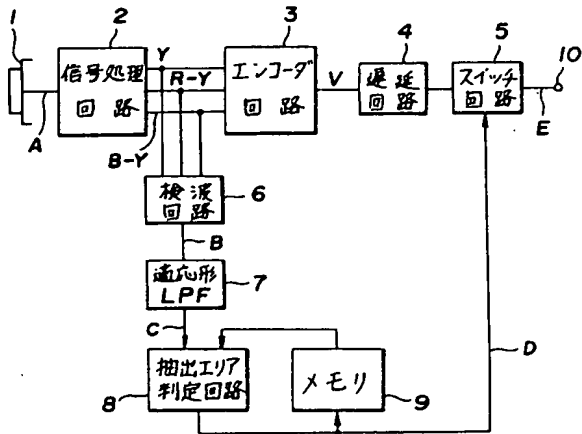 1
2
3
4
5
10
信号処理
回路
Y
R-Y
B-Y
エンコーダ
回路
V
遅延
回路
スイッチ
回路
A
E
検波
回路
6
B
適応形
LPF
7
C
D
抽出エリア
判定回路
8
メモリ
9